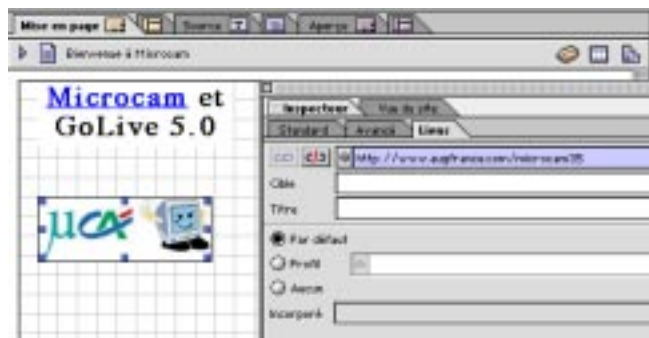 Mise en page Source Aperçu
Bienvenue à Microcam
Microcam et
GoLive 5.0
µCA
Inspecteur Vue du site
Standard Avancé Liens
http://www.augfrance.com/microcam35
Cible
Titre
Par défaut
Profil
Aucun
Incorporé